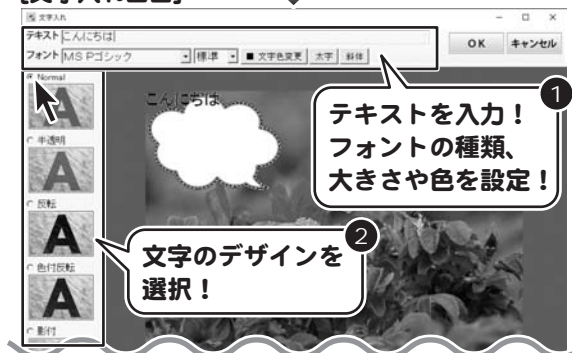 [文字入れ画面]
文字入れ
テキスト こんにちは
OK キャンセル
フォント MS Pゴシック 標準 ■ 文字色変更 太字 斜体
Normal
A
半透明
A
反転
A
色付反転
A
影付
こんにちは
1
テキストを入力!
フォントの種類、
大きさや色を設定!
2
文字のデザインを
選択!